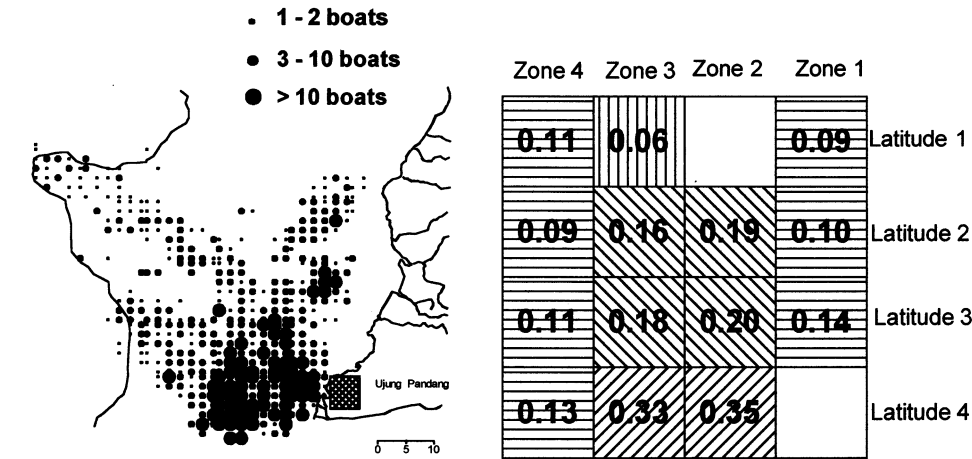 1 - 2 boats
3 - 10 boats
> 10 boats
Ujung Pandang
0 5 10
Zone 4 Zone 3 Zone 2 Zone 1
0.11 0.06 0.09 Latitude 1
0.09 0.16 0.19 0.10 Latitude 2
0.11 0.18 0.20 0.14 Latitude 3
0.13 0.33 0.35 Latitude 4